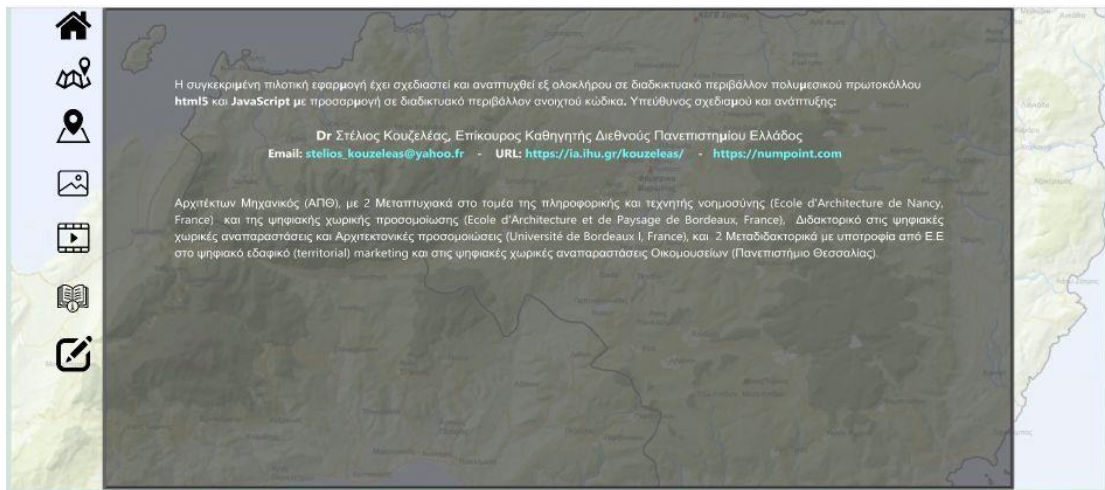 Η συγκεκριμένη πιλοτική εφαρμογή έχει σχεδιαστεί και αναπτυχθεί εξ ολοκλήρου σε διαδικτυακό περιβάλλον πολυμεσικού πρωτοκόλλου
html5 και JavaScript με προσαρμογή σε διαδικτυακό περιβάλλον ανοιχτού κώδικα. Υπεύθυνος σχεδισμού και ανάπτυξης:
Dr Στέλιος Κουζελέας, Επίκουρος Καθηγητής Διεθνούς Πανεπιστημίου Ελλάδος
Email: stelios_kouzeleas@yahoo.fr - URL: https://ia.ihu.gr/kouzeleas/ - https://numpoint.com
Αρχιτέκτων Μηχανικός (ΑΠΘ), με 2 Μεταπτυχιακά στο τομέα της πληροφορικής και τεχνητής νοημοσύνης (Ecole d'Architecture de Nancy,
France) και της ψηφιακής χωρικής προσομοίωσης (Ecole d'Architecture et de Paysage de Bordeaux, France), Διδακτορικό στις ψηφιακές
χωρικές αναπαραστάσεις και Αρχιτεκτονικές προσομοιώσεις (Université de Bordeaux I, France), και 2 Μεταδιδακτορικά με υποτροφία από Ε.Ε
στο ψηφιακό εδαφικό (territorial) marketing και στις ψηφιακές χωρικές αναπαραστάσεις Οικομουσείων (Πανεπιστήμιο Θεσσαλίας).